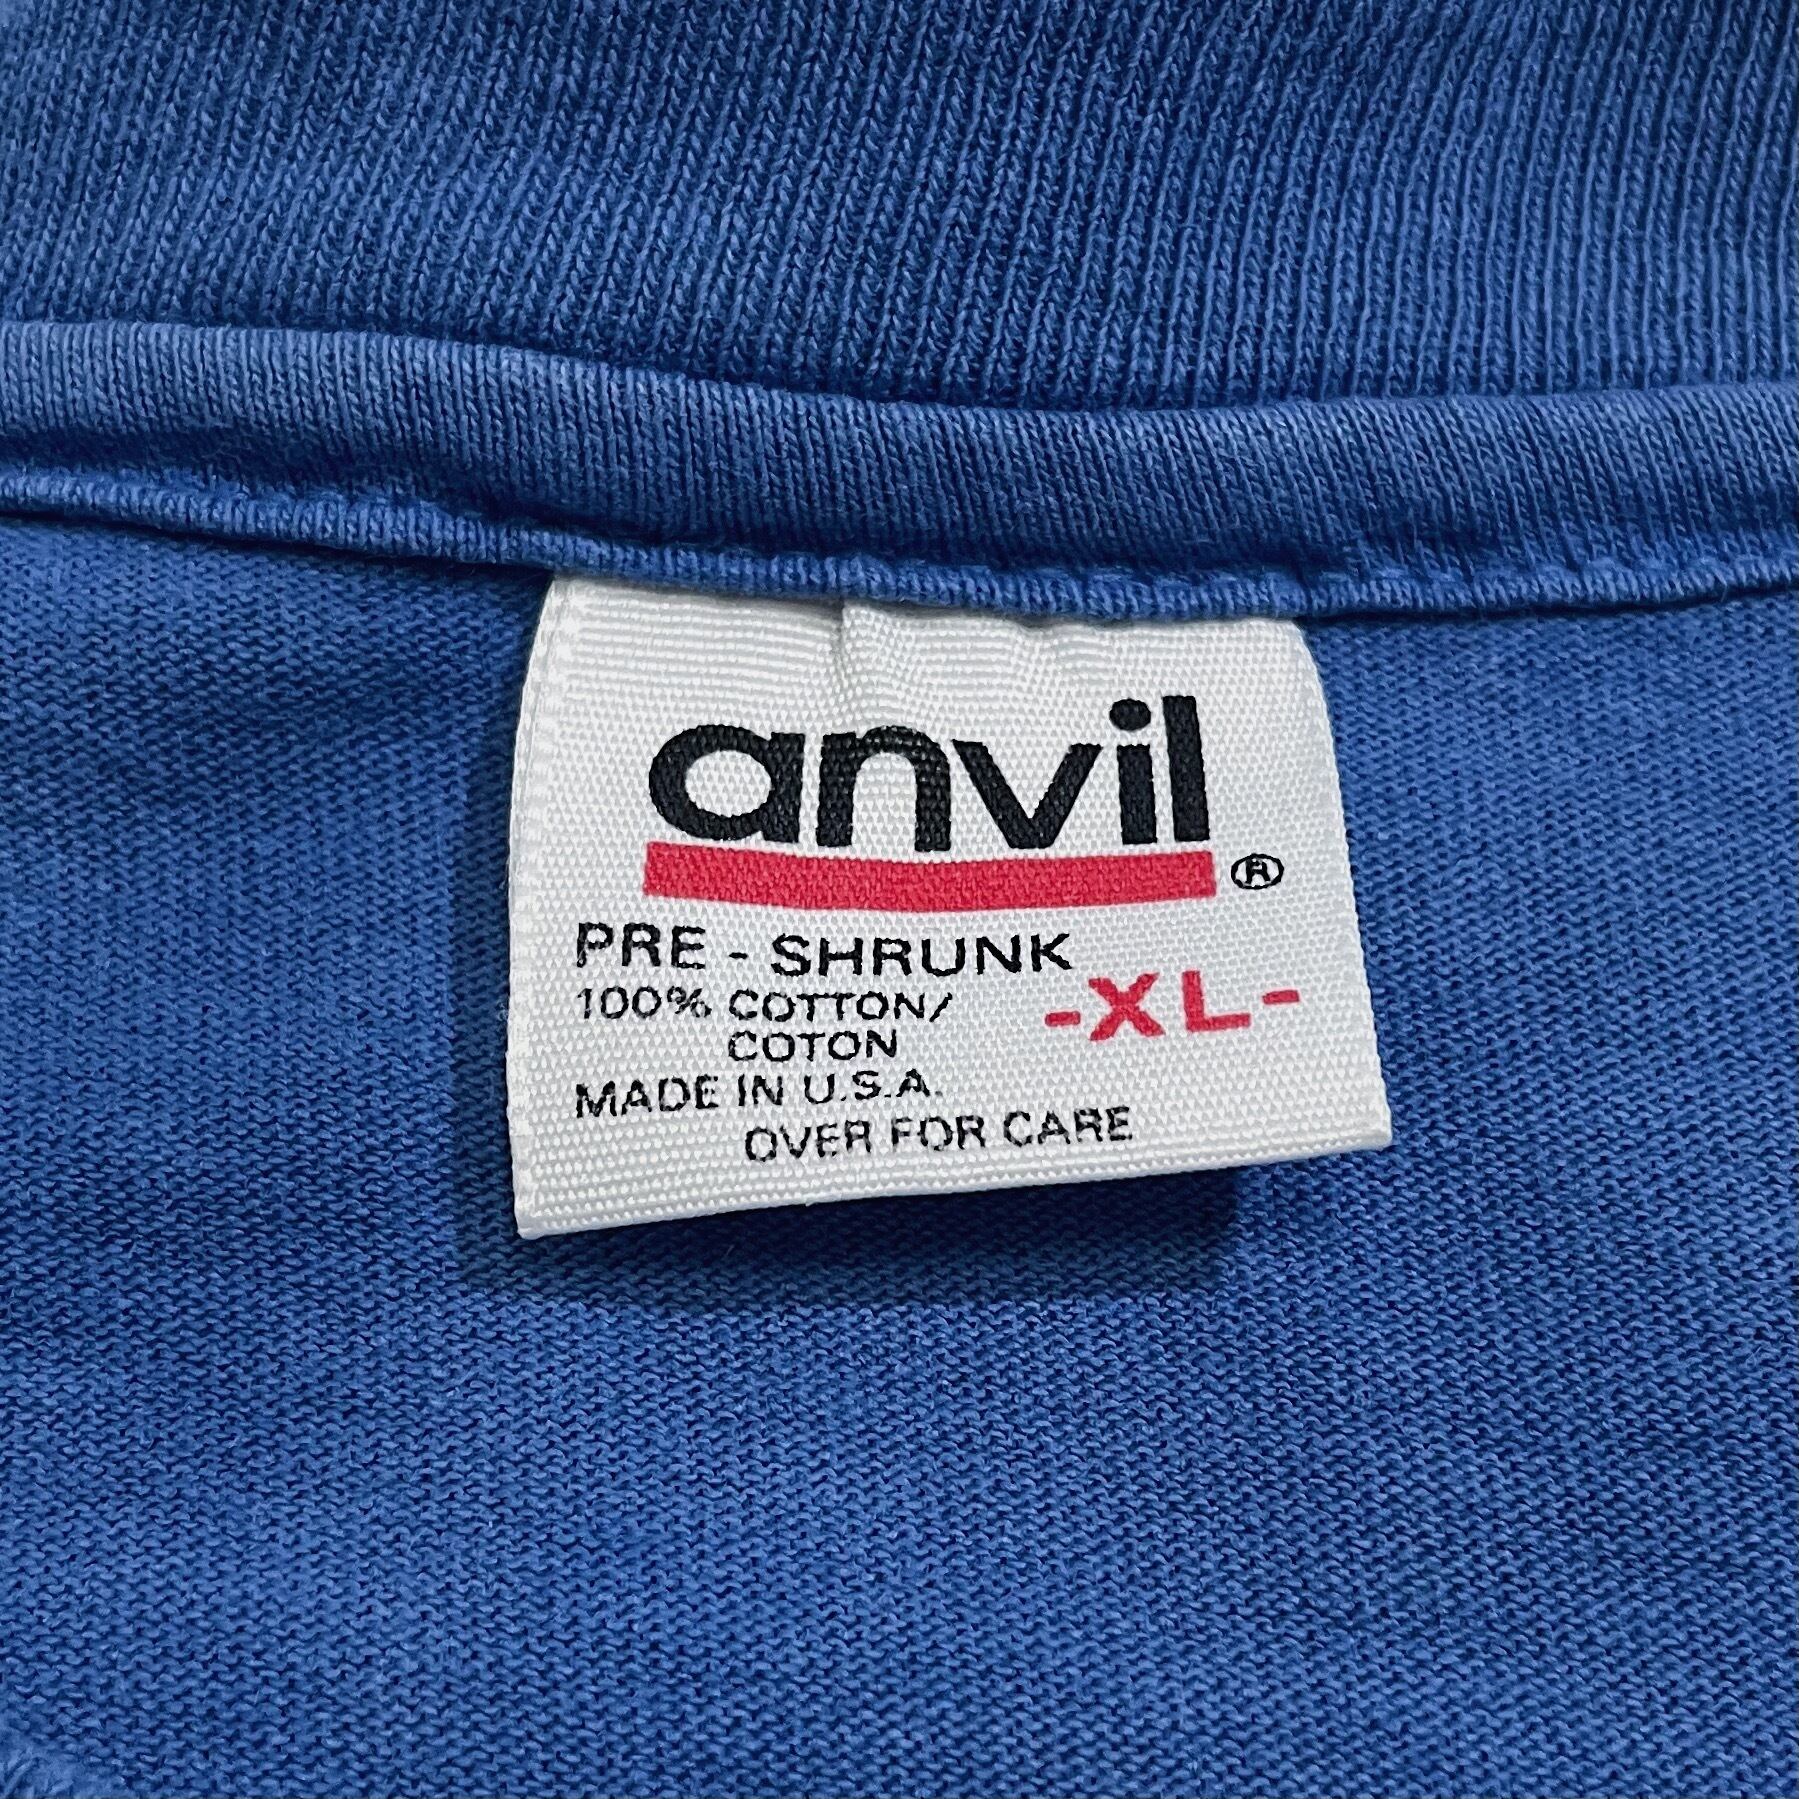 anvil®
PRE - SHRUNK
100% COTTON/
COTON
-XL-
MADE IN U.S.A.
OVER FOR CARE